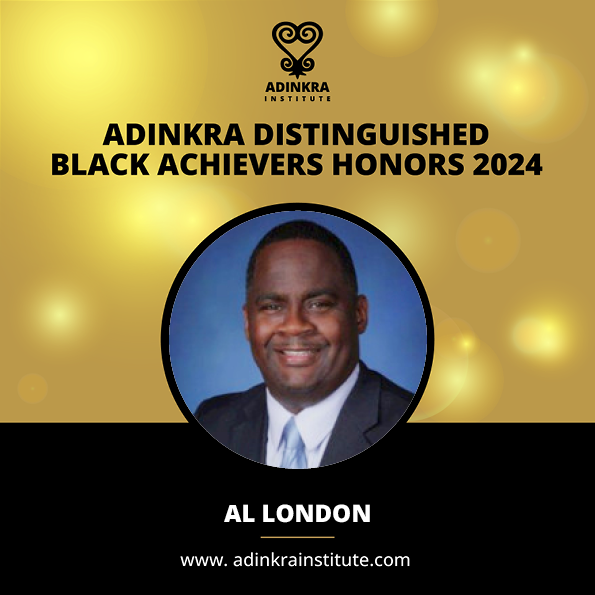 ADINKRA
INSTITUTE
ADINKRA DISTINGUISHED
BLACK ACHIEVERS HONORS 2024
AL LONDON
www. adinkrainstitute.com